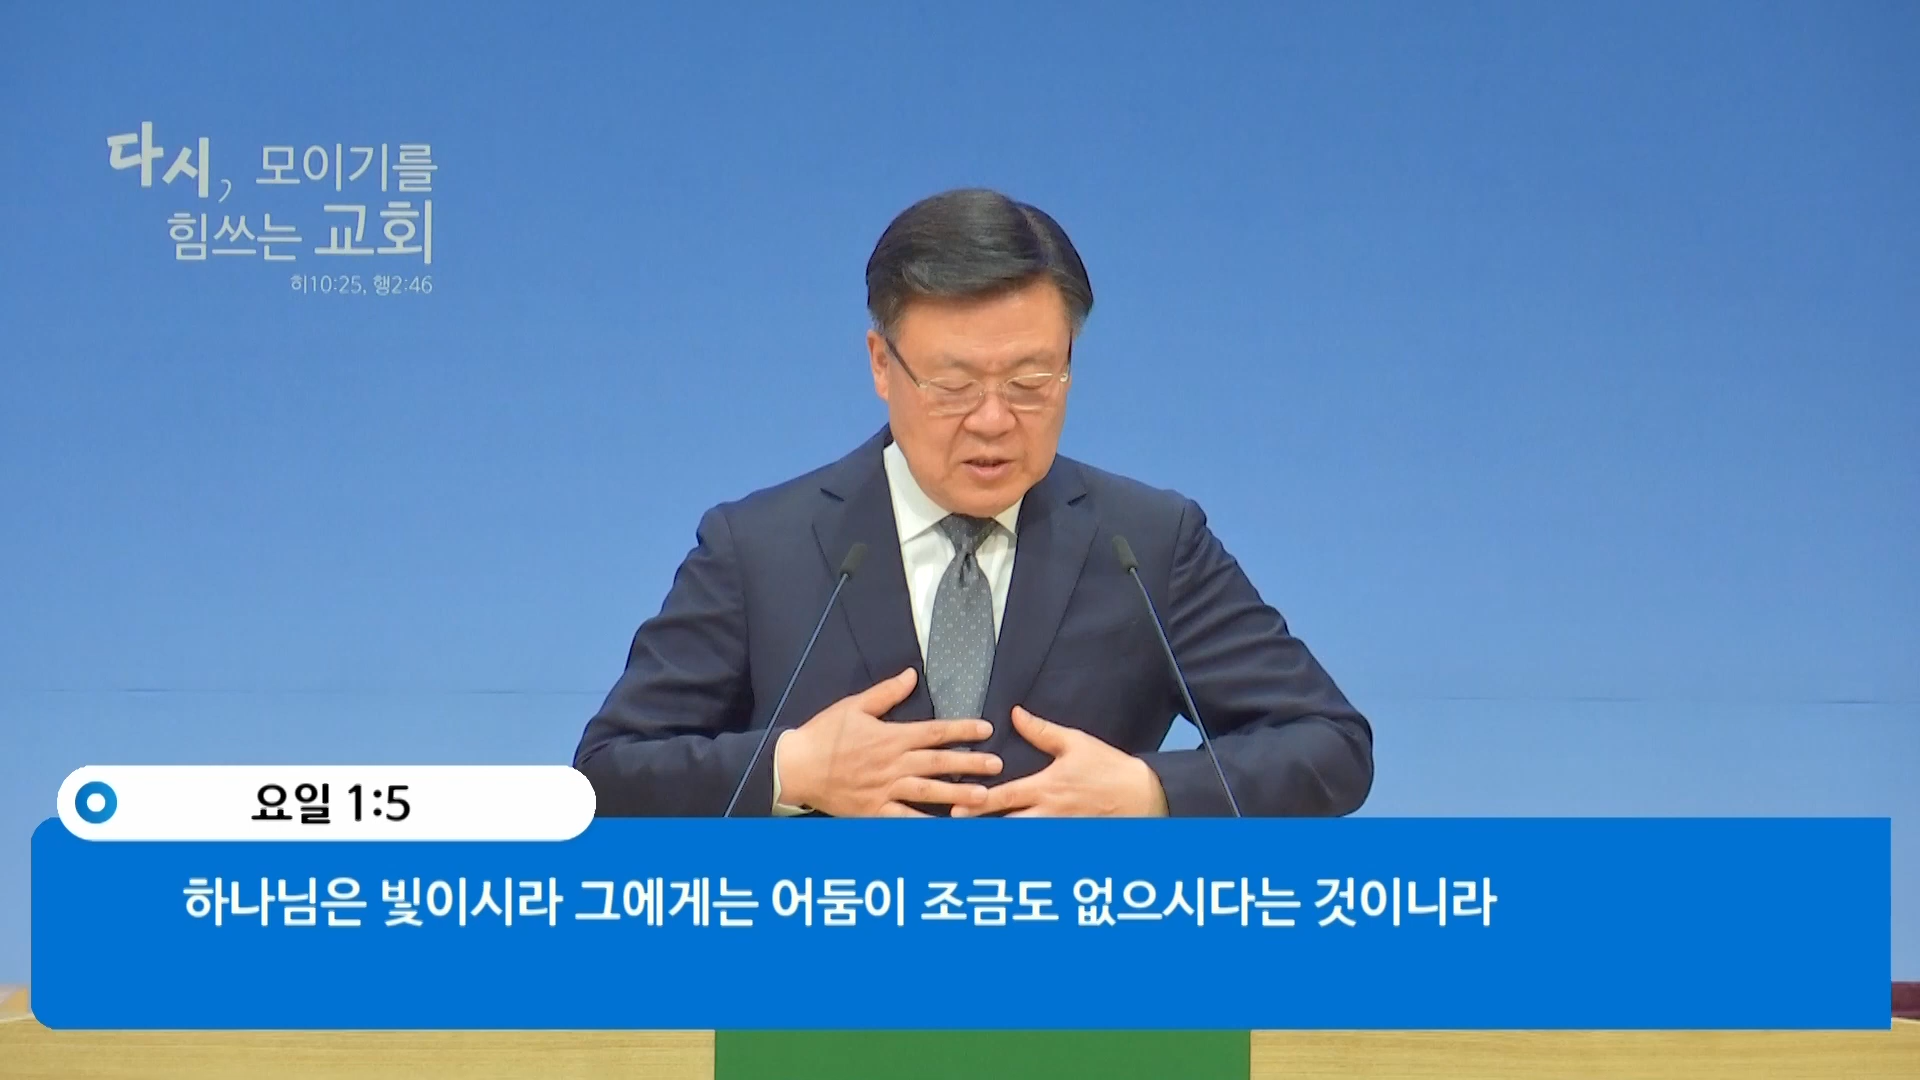 다시, 모이기를
힘쓰는 교회
히10:25, 행2:46
요일 1:5
하나님은 빛이시라 그에게는 어둠이 조금도 없으시다는 것이니라